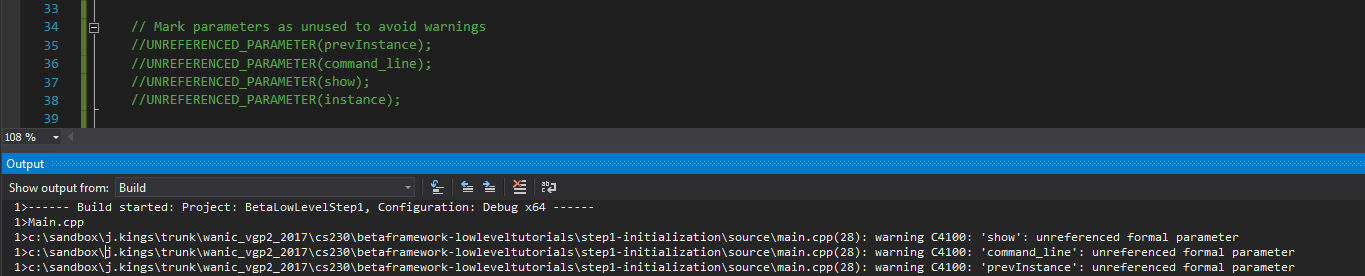 33
34 // Mark parameters as unused to avoid warnings
35 //UNREFERENCED_PARAMETER(prevInstance);
36 //UNREFERENCED_PARAMETER(command_line);
37 //UNREFERENCED_PARAMETER(show);
38 //UNREFERENCED_PARAMETER(instance);
39
108 %
Output
Show output from: Build
1>------ Build started: Project: BetaLowLevelStep1, Configuration: Debug x64 ------
1>Main.cpp
1>c:\sandbox\j.kings\trunk\wanic_vgp2_2017\cs230\betaframework-lowleveltutorials\step1-initialization\source\main.cpp(28): warning C4100: 'show': unreferenced formal parameter
1>c:\sandbox\j.kings\trunk\wanic_vgp2_2017\cs230\betaframework-lowleveltutorials\step1-initialization\source\main.cpp(28): warning C4100: 'command_line': unreferenced formal parameter
1>c:\sandbox\j.kings\trunk\wanic_vgp2_2017\cs230\betaframework-lowleveltutorials\step1-initialization\source\main.cpp(28): warning C4100: 'prevInstance': unreferenced formal parameter